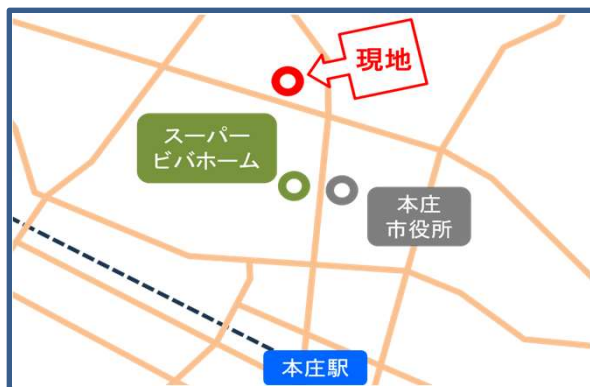 現地
スーパー
ビバホーム
本庄
市役所
本庄駅